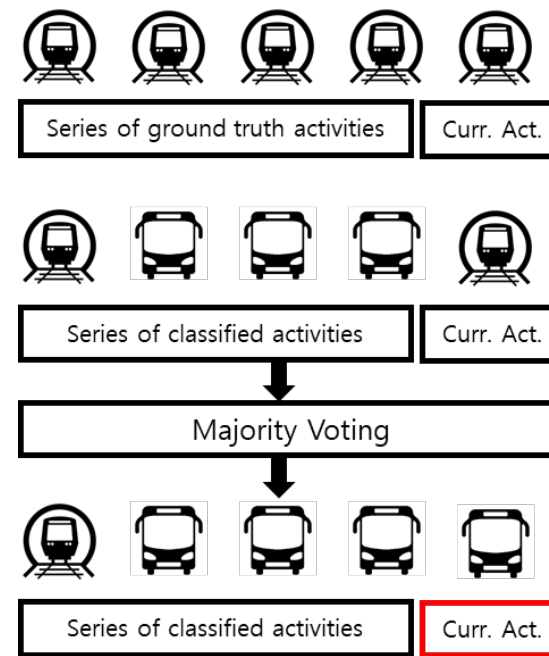 Series of ground truth activities Curr. Act.
Series of classified activities Curr. Act.
Majority Voting
Series of classified activities Curr. Act.